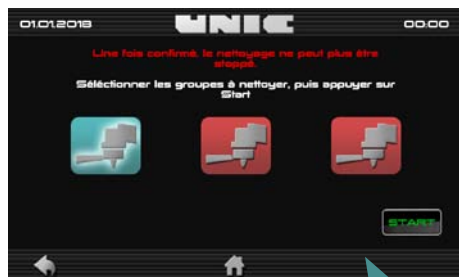 01.01.2018
UNIC
00:00
Une fois confirmé, le nettoyage ne peut plus être
stoppé.
Séléctionner les groupes à nettoyer, puis appuyer sur
Start
START